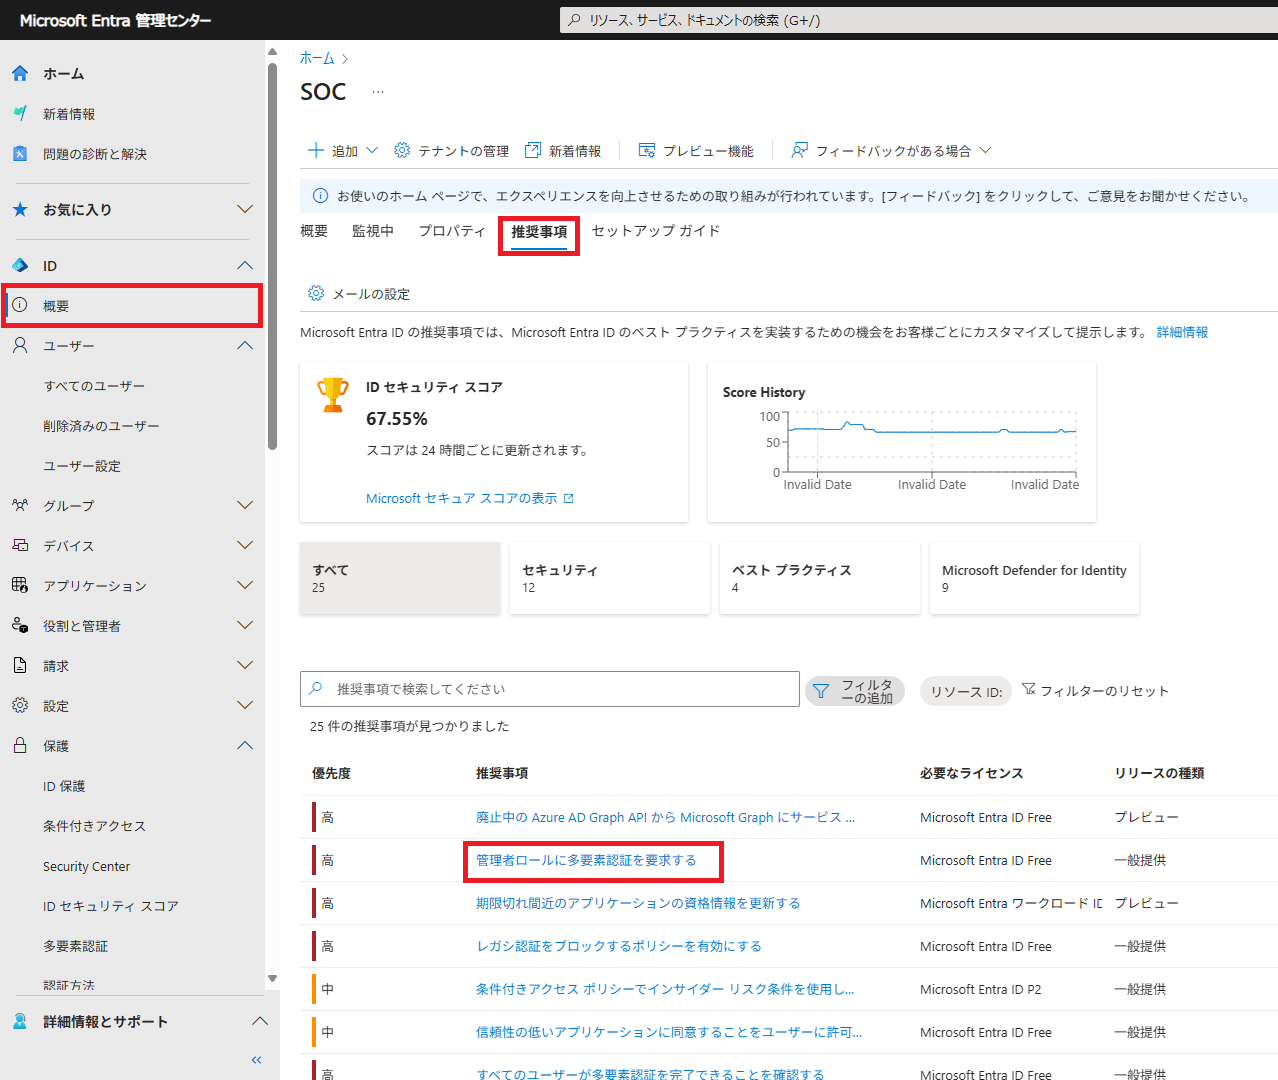 Microsoft Entra 管理センター
リソース、サービス、ドキュメントの検索 (G+/)
ホーム
新着情報
問題の診断と解決
お気に入り
ID
概要
ユーザー
すべてのユーザー
削除済みのユーザー
ユーザー設定
グループ
デバイス
アプリケーション
役割と管理者
請求
設定
保護
ID 保護
条件付きアクセス
Security Center
ID セキュリティ スコア
多要素認証
認証方法
詳細情報とサポート
ホーム
SOC ...
追加 テナントの管理 新着情報 プレビュー機能 フィードバックがある場合
お使いのホーム ページで、エクスペリエンスを向上させるための取り組みが行われています。[フィードバック] をクリックして、ご意見をお聞かせください。
概要 監視中 プロパティ 推奨事項 セットアップ ガイド
メールの設定
Microsoft Entra ID の推奨事項では、Microsoft Entra ID のベスト プラクティスを実装するための機会をお客様ごとにカスタマイズして提示します。 詳細情報
ID セキュリティ スコア
67.55%
スコアは 24 時間ごとに更新されます。
Microsoft セキュア スコアの表示
Score History
100
50
0
Invalid Date Invalid Date Invalid Date
すべて
25
セキュリティ
12
ベスト プラクティス
4
Microsoft Defender for Identity
9
推奨事項で検索してください
フィルタ
ーの追加
リソース ID:
フィルターのリセット
25 件の推奨事項が見つかりました
優先度 推奨事項 必要なライセンス リリースの種類
高 廃止中の Azure AD Graph API から Microsoft Graph にサービス ... Microsoft Entra ID Free プレビュー
高 管理者ロールに多要素認証を要求する Microsoft Entra ID Free 一般提供
高 期限切れ間近のアプリケーションの資格情報を更新する Microsoft Entra ワークロード ID プレビュー
高 レガシ認証をブロックするポリシーを有効にする Microsoft Entra ID Free 一般提供
中 条件付きアクセス ポリシーでインサイダー リスク条件を使用し... Microsoft Entra ID P2 一般提供
中 信頼性の低いアプリケーションに同意することをユーザーに許可... Microsoft Entra ID Free 一般提供
高 すべてのユーザーが多要素認証を完了できることを確認する Microsoft Entra ID Free 一般提供